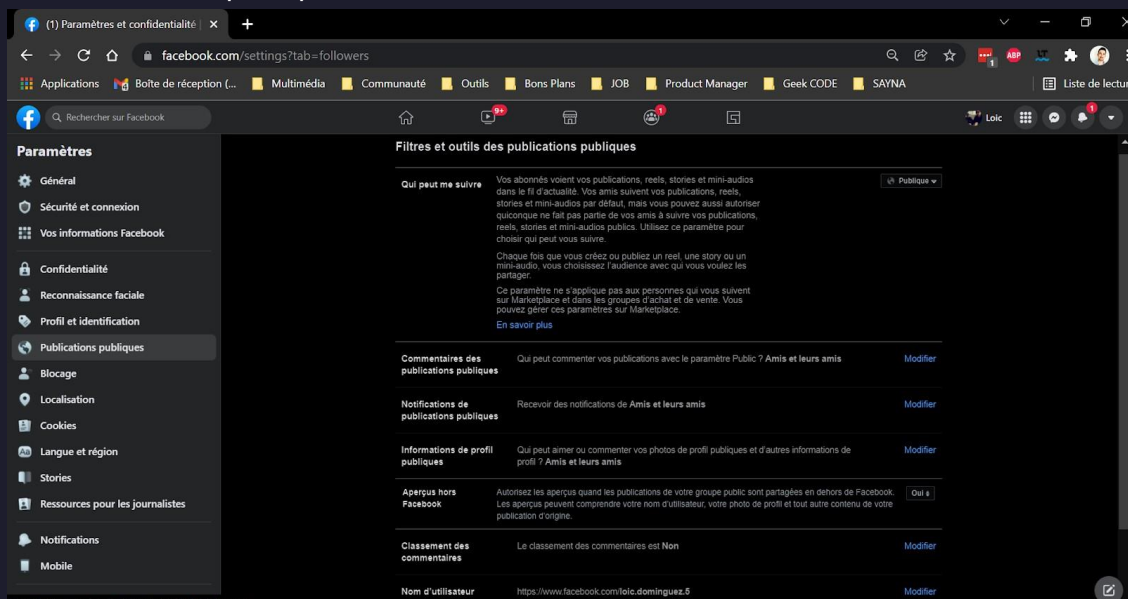 (1) Paramètres et confidentialité |
facebook.com/settings?tab=followers
ABP
1
Applications
Boîte de réception (...
Multimédia
Communauté
Outils
Bons Plans
JOB
Product Manager
Geek CODE
SAYNA
Liste de lectur
Rechercher sur Facebook
9+
1
Loic
1
Paramètres
Général
Sécurité et connexion
Vos informations Facebook
Confidentialité
Reconnaissance faciale
Profil et identification
Publications publiques
Blocage
Localisation
Cookies
Langue et région
Stories
Ressources pour les journalistes
Notifications
Mobile
Filtres et outils des publications publiques
Qui peut me suivre
Vos abonnés voient vos publications, reels, stories et mini-audios
dans le fil d'actualité. Vos amis suivent vos publications, reels,
stories et mini-audios par défaut, mais vous pouvez aussi autoriser
quiconque ne fait pas partie de vos amis à suivre vos publications,
reels, stories et mini-audios publics. Utilisez ce paramètre pour
choisir qui peut vous suivre.
Publique
Chaque fois que vous créez ou publiez un reel, une story ou un
mini-audio, vous choisissez l'audience avec qui vous voulez les
partager.
Ce paramètre ne s'applique pas aux personnes qui vous suivent
sur Marketplace et dans les groupes d'achat et de vente. Vous
pouvez gérer ces paramètres sur Marketplace.
En savoir plus
Commentaires des
publications publiques
Qui peut commenter vos publications avec le paramètre Public ? Amis et leurs amis
Modifier
Notifications de
publications publiques
Recevoir des notifications de Amis et leurs amis
Modifier
Informations de profil
publiques
Qui peut aimer ou commenter vos photos de profil publiques et d'autres informations de
profil ? Amis et leurs amis
Modifier
Aperçus hors
Facebook
Autorisez les aperçus quand les publications de votre groupe public sont partagées en dehors de Facebook.
Les aperçus peuvent comprendre votre nom d'utilisateur, votre photo de profil et tout autre contenu de votre
publication d'origine.
Oui
Classement des
commentaires
Le classement des commentaires est Non
Modifier
Nom d'utilisateur
https://www.facebook.com/loic.dominguez.5
Modifier